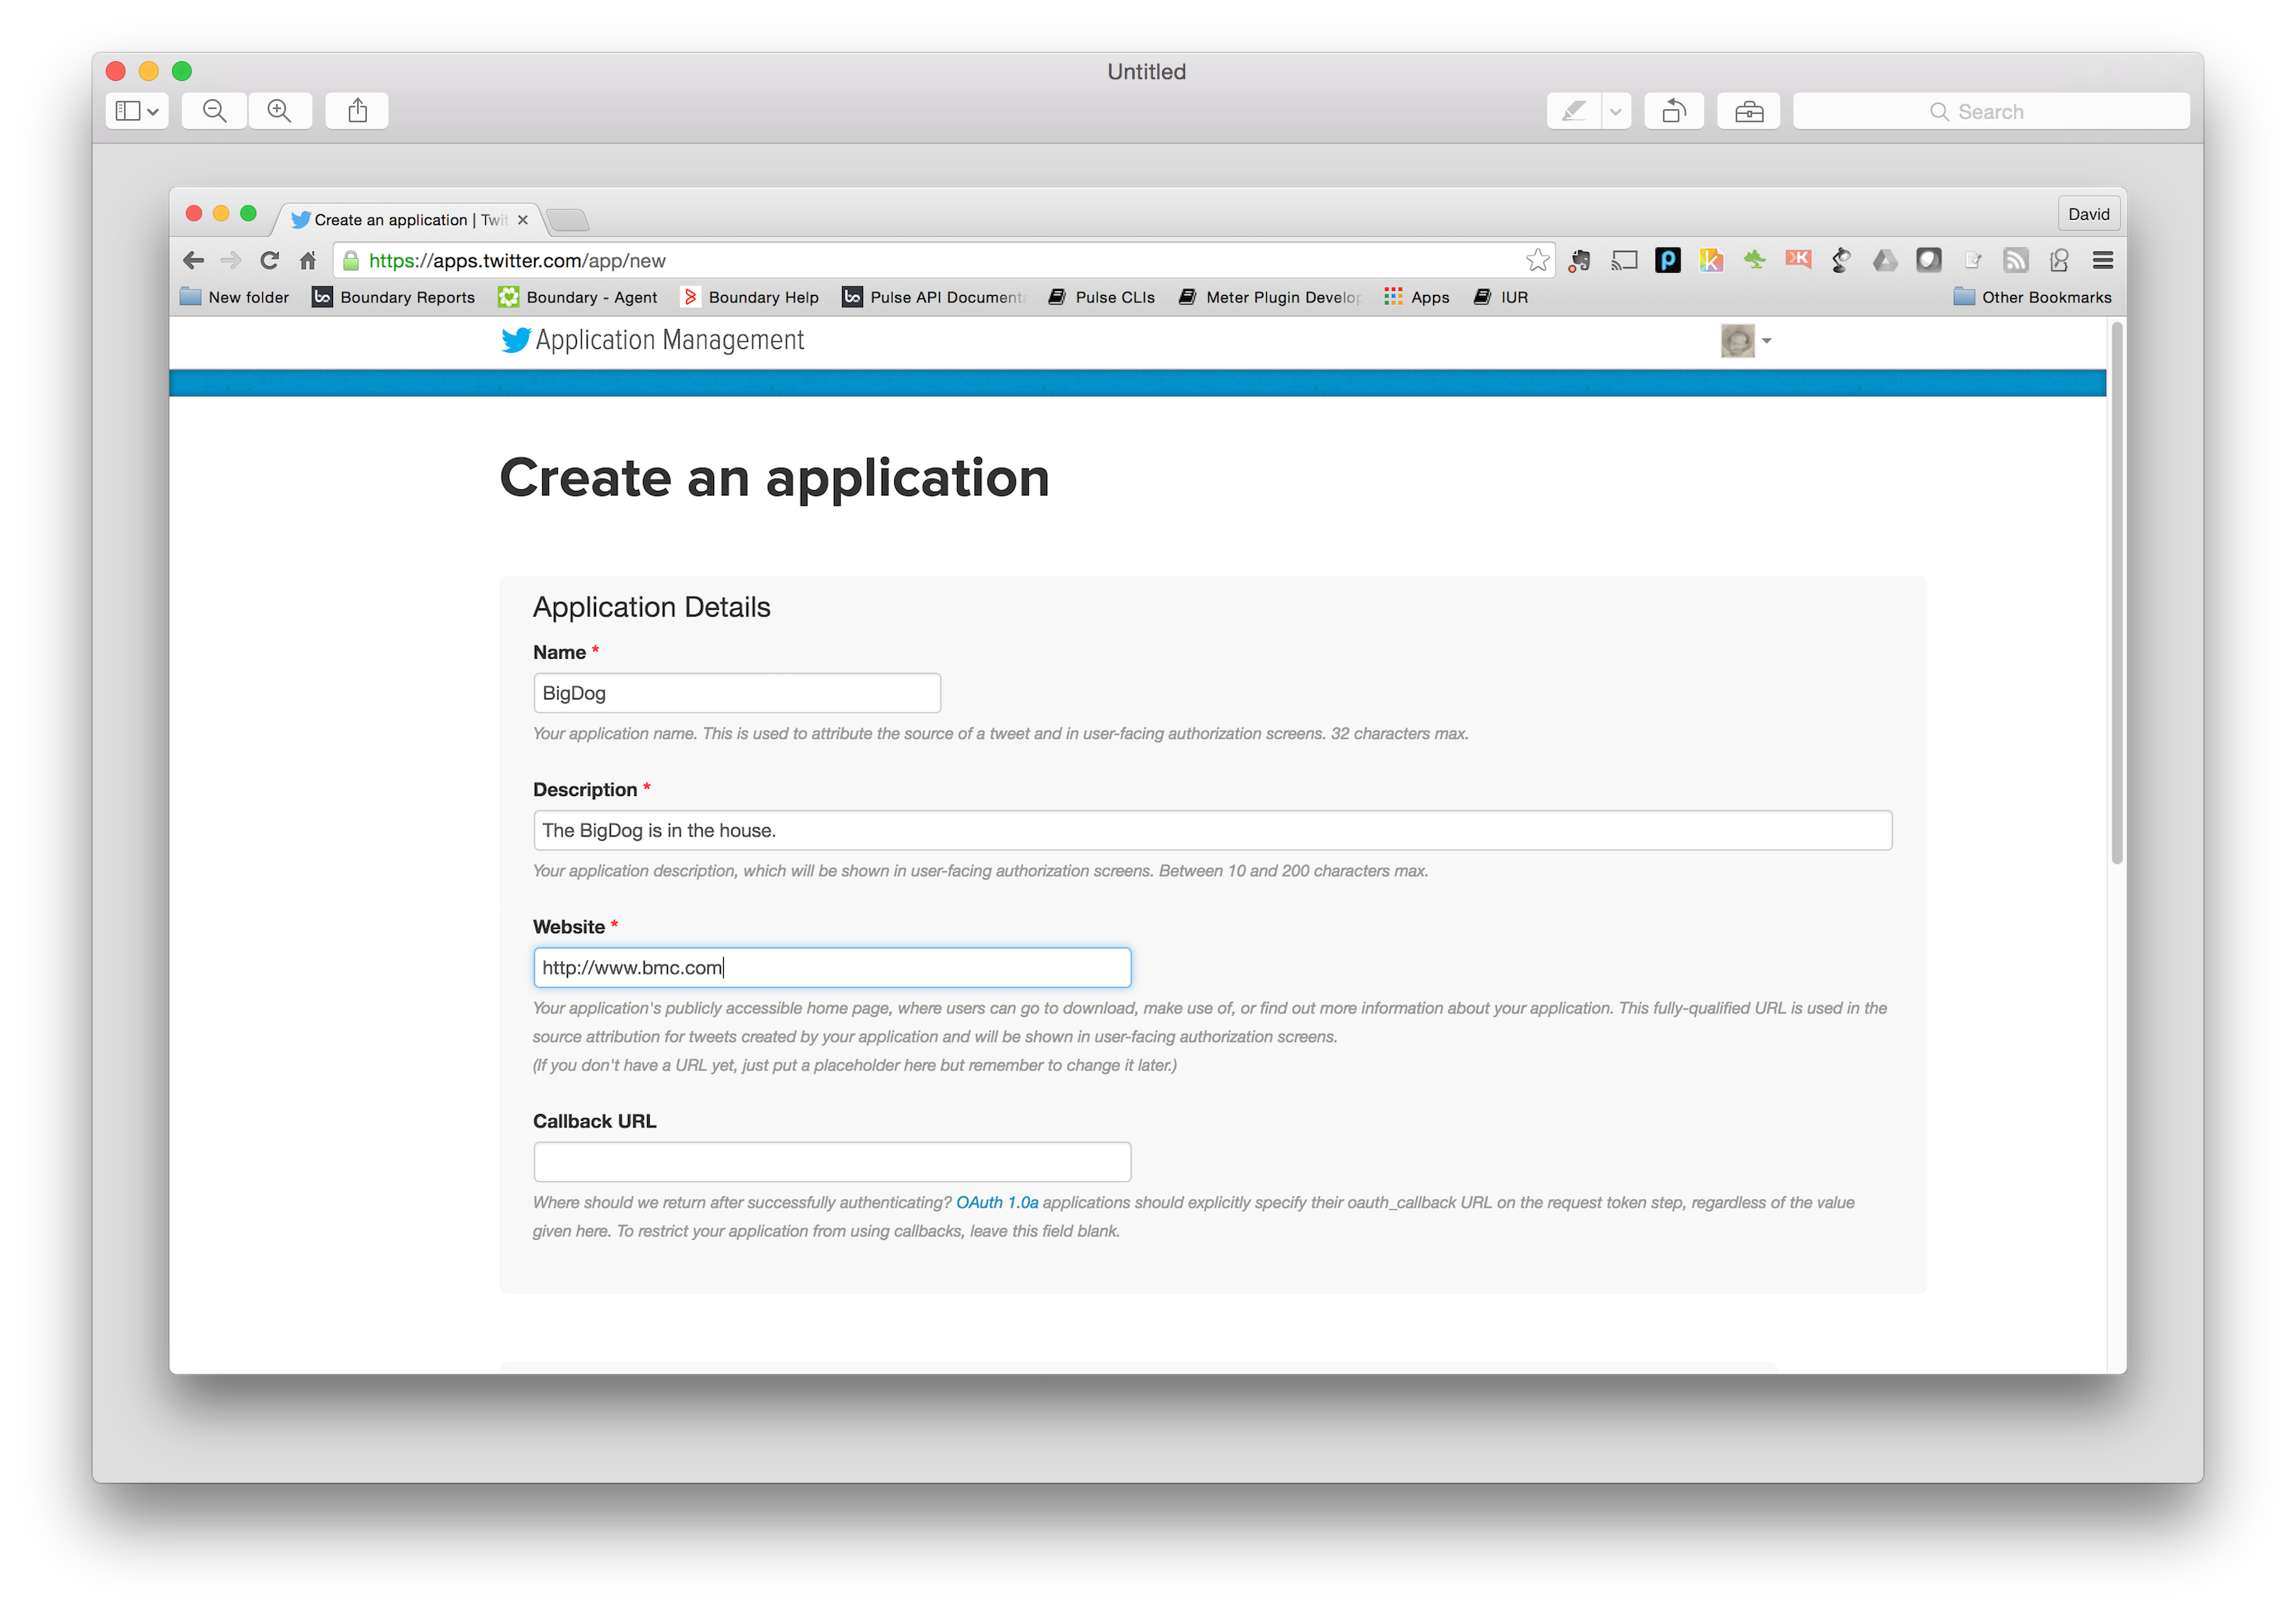 Untitled
Search
Create an application | Twit
David
https://apps.twitter.com/app/new
New folder Boundary Reports Boundary - Agent Boundary Help Pulse API Document Pulse CLIs Meter Plugin Develop Apps IUR Other Bookmarks
Application Management
Create an application
Application Details
Name *
BigDog
Your application name. This is used to attribute the source of a tweet and in user-facing authorization screens. 32 characters max.
Description *
The BigDog is in the house.
Your application description, which will be shown in user-facing authorization screens. Between 10 and 200 characters max.
Website *
http://www.bmc.com
Your application's publicly accessible home page, where users can go to download, make use of, or find out more information about your application. This fully-qualified URL is used in the
source attribution for tweets created by your application and will be shown in user-facing authorization screens.
(If you don't have a URL yet, just put a placeholder here but remember to change it later.)
Callback URL
Where should we return after successfully authenticating? OAuth 1.0a applications should explicitly specify their oauth_callback URL on the request token step, regardless of the value
given here. To restrict your application from using callbacks, leave this field blank.